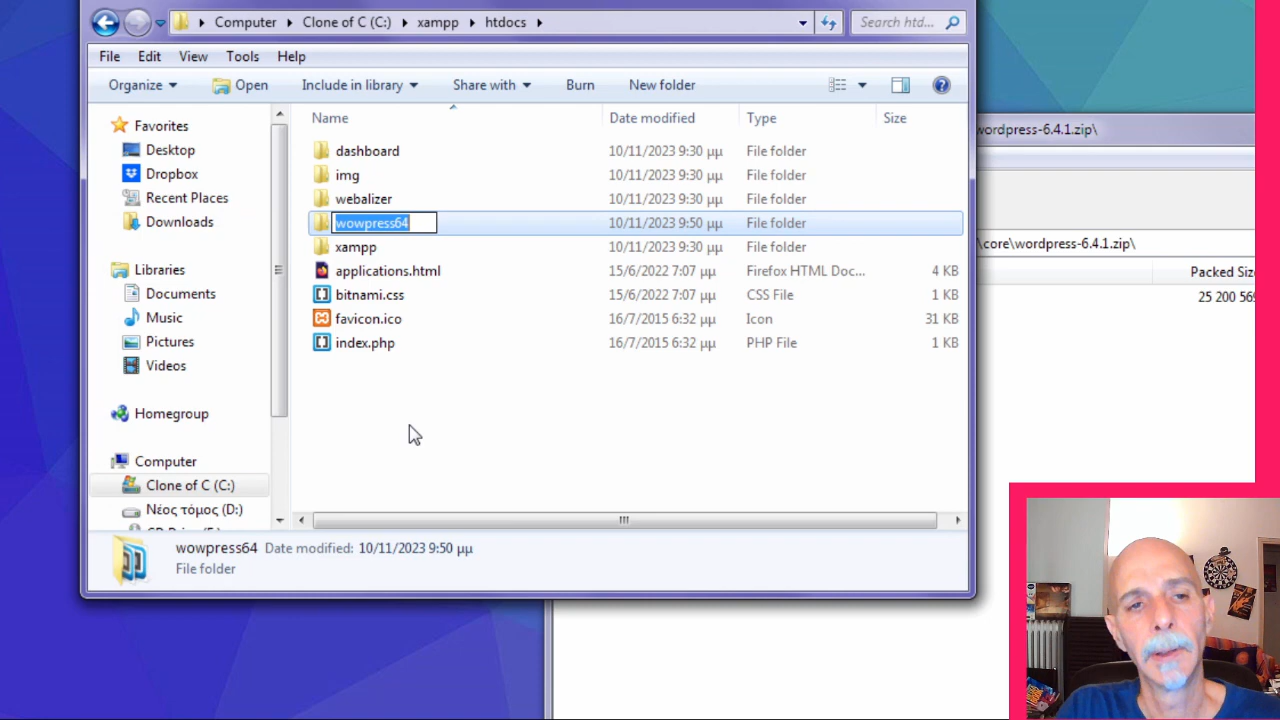 Computer Clone of C (C:) xampp htdocs
Search htd...
File Edit View Tools Help
Organize Open Include in library Share with Burn New folder
Name Date modified Type Size
Favorites
Desktop
Dropbox
Recent Places
Downloads
Libraries
Documents
Music
Pictures
Videos
Homegroup
Computer
Clone of C (C:)
Νέος τόμος (D:)
dashboard 10/11/2023 9:30 μμ File folder
img 10/11/2023 9:30 μμ File folder
webalizer 10/11/2023 9:30 μμ File folder
wowpress64 10/11/2023 9:50 μμ File folder
xampp 10/11/2023 9:30 μμ File folder
applications.html 15/6/2022 7:07 μμ Firefox HTML Doc... 4 KB
bitnami.css 15/6/2022 7:07 μμ CSS File 1 KB
favicon.ico 16/7/2015 6:32 μμ Icon 31 KB
index.php 16/7/2015 6:32 μμ PHP File 1 KB
wowpress64 Date modified: 10/11/2023 9:50 μμ
File folder
wordpress-6.4.1.zip\
\core\wordpress-6.4.1.zip\
Packed Size
25 200 569